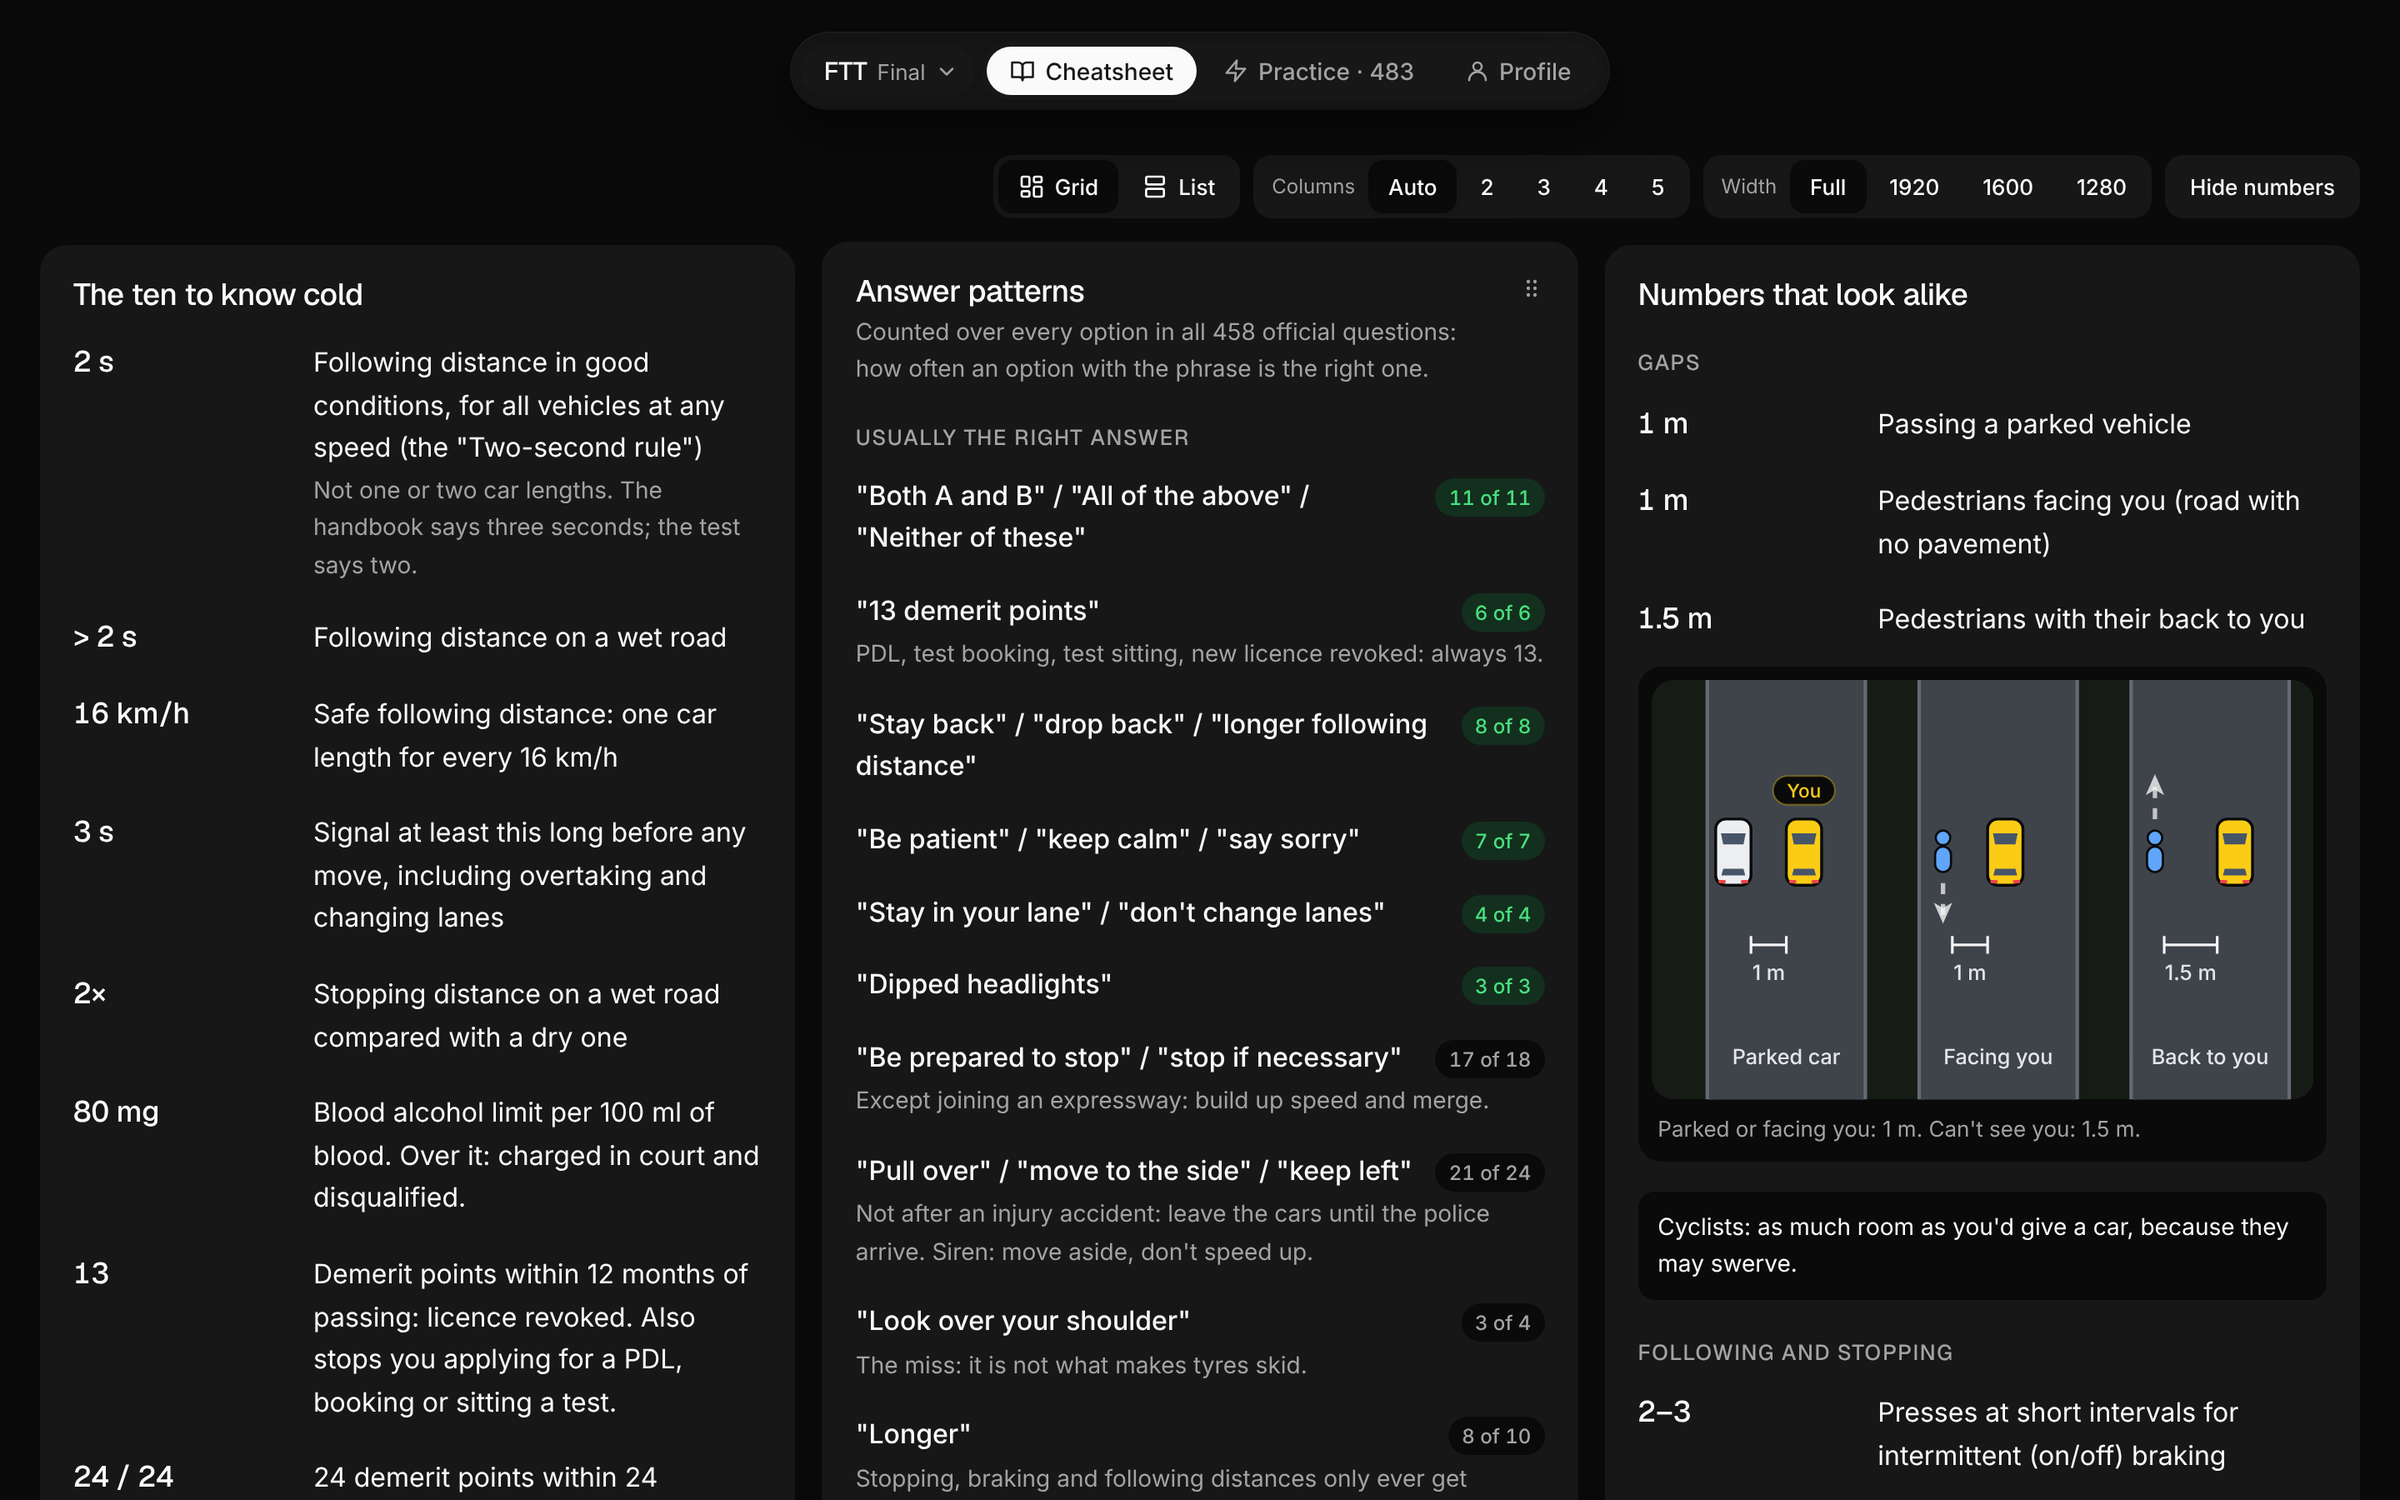 FTT Final
Cheatsheet
Practice · 483
Profile
Grid
List
Columns
Auto
2
3
4
5
Width
Full
1920
1600
1280
Hide numbers
The ten to know cold
2 s
Following distance in good
conditions, for all vehicles at any
speed (the "Two-second rule")
Not one or two car lengths. The
handbook says three seconds; the test
says two.
> 2 s
Following distance on a wet road
16 km/h
Safe following distance: one car
length for every 16 km/h
3 s
Signal at least this long before any
move, including overtaking and
changing lanes
2×
Stopping distance on a wet road
compared with a dry one
80 mg
Blood alcohol limit per 100 ml of
blood. Over it: charged in court and
disqualified.
13
Demerit points within 12 months of
passing: licence revoked. Also
stops you applying for a PDL,
booking or sitting a test.
24 / 24
24 demerit points within 24
Answer patterns
Counted over every option in all 458 official questions:
how often an option with the phrase is the right one.
USUALLY THE RIGHT ANSWER
"Both A and B" / "All of the above" /
"Neither of these"
11 of 11
"13 demerit points"
6 of 6
PDL, test booking, test sitting, new licence revoked: always 13.
"Stay back" / "drop back" / "longer following
distance"
8 of 8
"Be patient" / "keep calm" / "say sorry"
7 of 7
"Stay in your lane" / "don't change lanes"
4 of 4
"Dipped headlights"
3 of 3
"Be prepared to stop" / "stop if necessary"
17 of 18
Except joining an expressway: build up speed and merge.
"Pull over" / "move to the side" / "keep left"
21 of 24
Not after an injury accident: leave the cars until the police
arrive. Siren: move aside, don't speed up.
"Look over your shoulder"
3 of 4
The miss: it is not what makes tyres skid.
"Longer"
8 of 10
Stopping, braking and following distances only ever get
Numbers that look alike
GAPS
1 m
Passing a parked vehicle
1 m
Pedestrians facing you (road with
no pavement)
1.5 m
Pedestrians with their back to you
You
1 m
1 m
1.5 m
Parked car
Facing you
Back to you
Parked or facing you: 1 m. Can't see you: 1.5 m.
Cyclists: as much room as you'd give a car, because they
may swerve.
FOLLOWING AND STOPPING
2–3
Presses at short intervals for
intermittent (on/off) braking